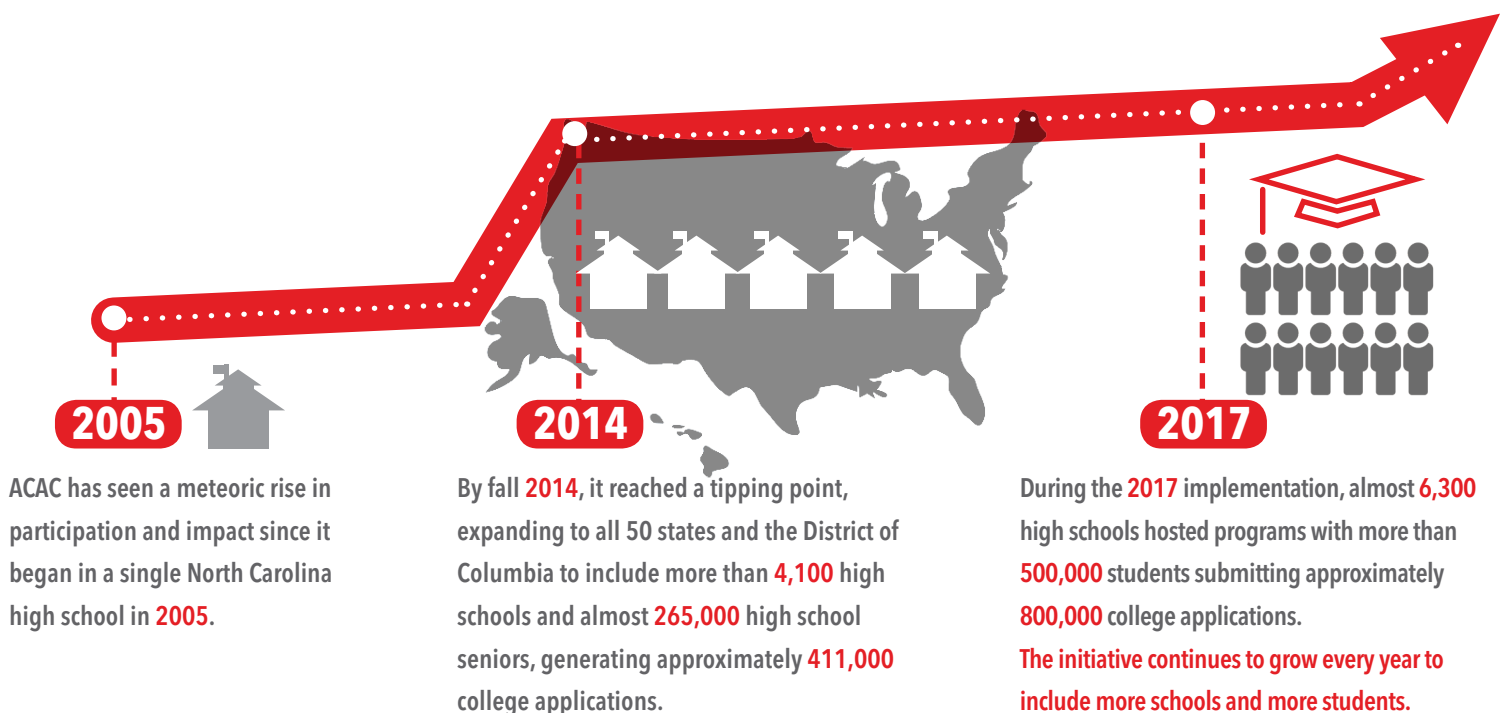 2005
ACAC has seen a meteoric rise in
participation and impact since it
began in a single North Carolina
high school in 2005.
2014
By fall 2014, it reached a tipping point,
expanding to all 50 states and the District of
Columbia to include more than 4,100 high
schools and almost 265,000 high school
seniors, generating approximately 411,000
college applications.
2017
During the 2017 implementation, almost 6,300
high schools hosted programs with more than
500,000 students submitting approximately
800,000 college applications.
The initiative continues to grow every year to
include more schools and more students.